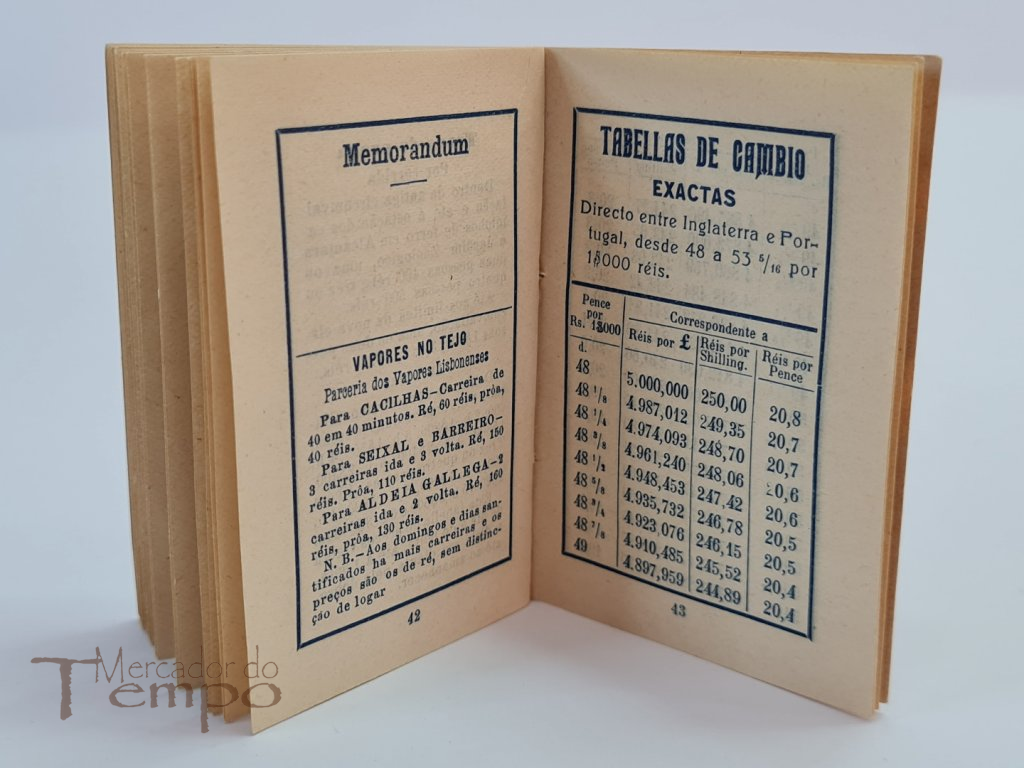 Memorandum
VAPORES NO TEJO
Parceria dos Vapores Lisbonenses
Para CACILHAS—Carreira de
40 em 40 minutos. Ré, 60 réis, prôa,
40 réis.
Para SEIXAL e BARREIRO—
3 carreiras ida e 3 volta. Ré, 150
réis. Prôa, 110 réis.
Para ALDEIA GALLEGA—2
carreiras ida e 2 volta. Ré, 160
réis, prôa, 130 réis.
N. B.—Aos domingos e dias san-
tificados ha mais carreiras e os
preços são os de ré, sem distinc-
ção de logar
42
TABELLAS DE CAMBIO
EXACTAS
Directo entre Inglaterra e Por-
tugal, desde 48 a 53 5/16 por
1$000 réis.
Pence por Rs. 1$000
Correspondente a
Réis por £
Réis por Shilling.
Réis por Pence
d.
48 5.000,000 250,00 20,8
48 1/8 4.987,012 249,35 20,7
48 1/4 4.974,093 248,70 20,7
48 3/8 4.961,240 248,06 20,6
48 1/2 4.948,453 247,42 20,6
48 5/8 4.935,732 246,78 20,5
48 3/4 4.923,076 246,15 20,5
48 7/8 4.910,485 245,52 20,4
49 4.897,959 244,89 20,4
43
Mercador do
Tempo